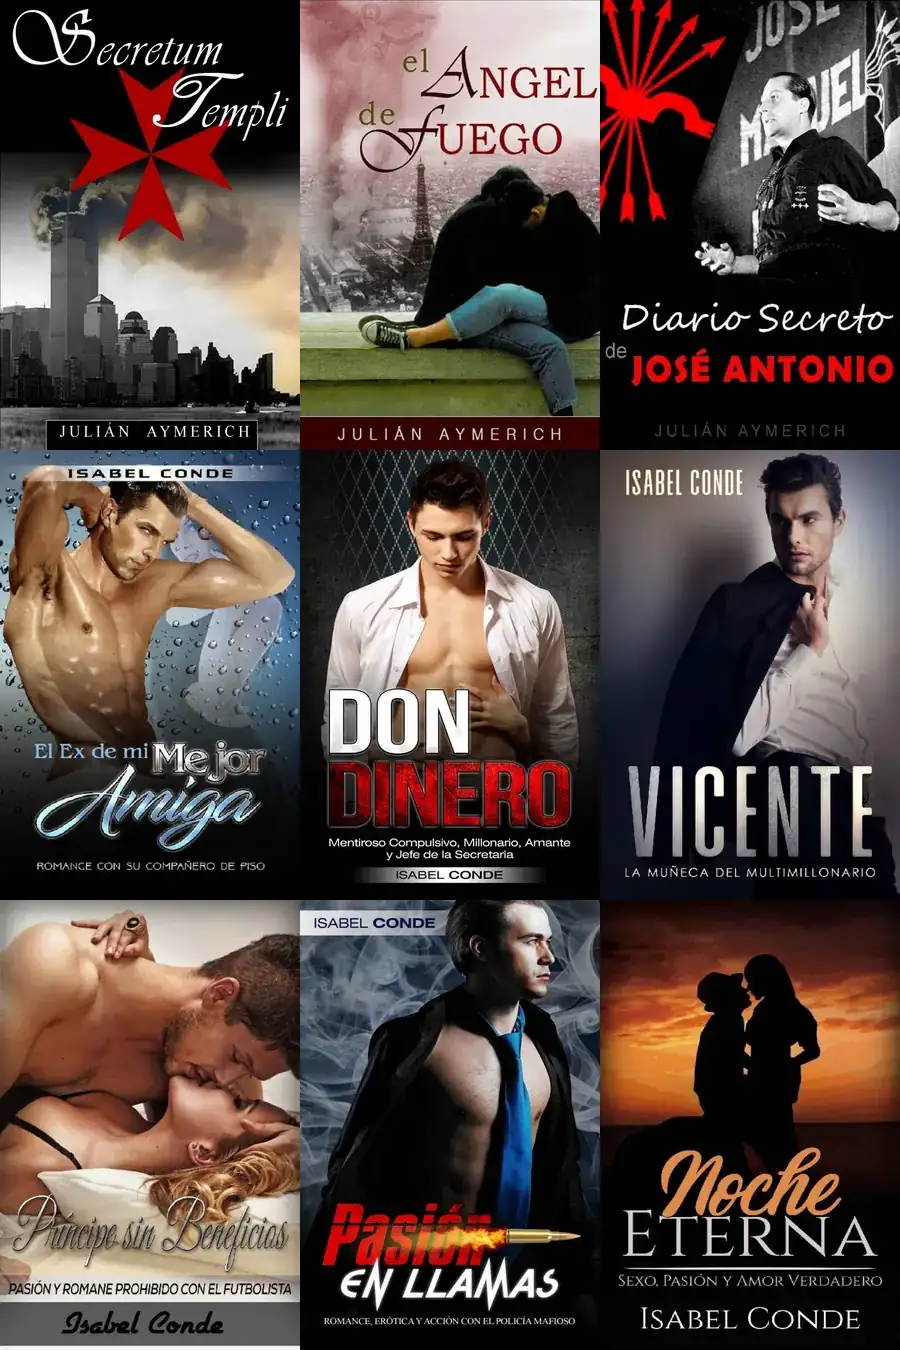 Secretum
Templi
JULIÁN AYMERICH
el ANGEL
de FUEGO
JULIÁN AYMERICH
JOSÉ
MANUEL
Diario Secreto
de JOSÉ ANTONIO
JULIÁN AYMERICH
ISABEL CONDE
El Ex de mi Mejor
Amiga
ROMANCE CON SU COMPAÑERO DE PISO
DON
DINERO
Mentiroso Compulsivo, Millonario, Amante
y Jefe de la Secretaria
ISABEL CONDE
ISABEL CONDE
VICENTE
LA MUÑECA DEL MULTIMILLONARIO
Príncipe sin Beneficios
PASIÓN Y ROMANE PROHIBIDO CON EL FUTBOLISTA
Isabel Conde
ISABEL CONDE
Pasión
EN LLAMAS
ROMANCE, ERÓTICA Y ACCIÓN CON EL POLICÍA MAFIOSO
Noche
ETERNA
SEXO, PASIÓN Y AMOR VERDADERO
ISABEL CONDE